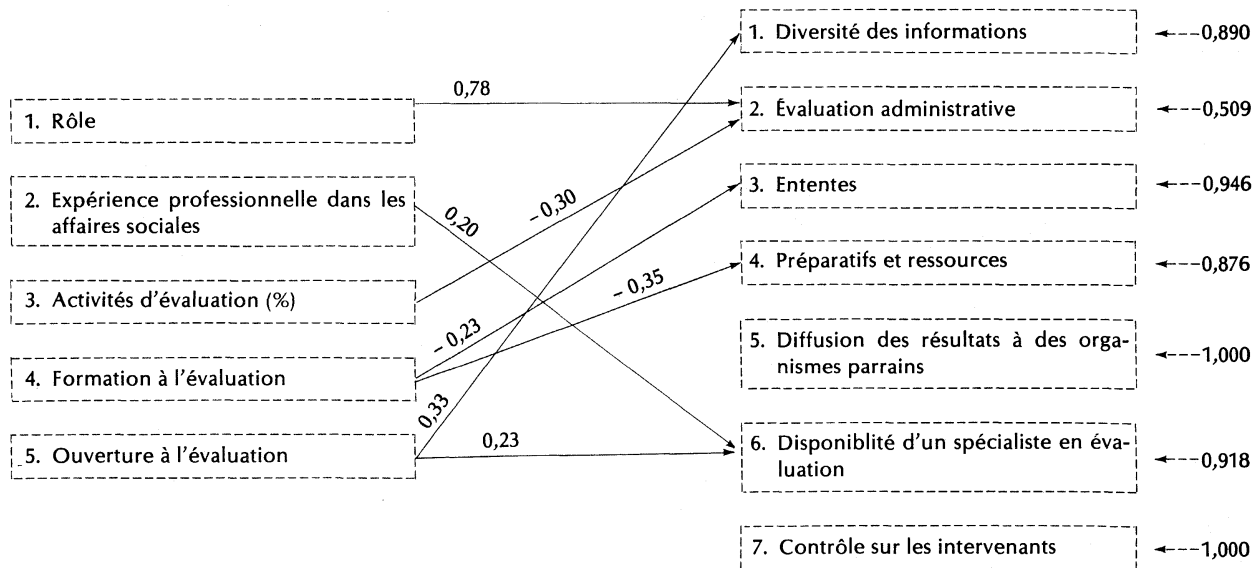 1. Diversité des informations
0,890
0,78
1. Rôle
2. Évaluation administrative
0,509
2. Expérience professionnelle dans les
affaires sociales
0,20
- 0,30
3. Ententes
0,946
3. Activités d'évaluation (%)
- 0,35
4. Préparatifs et ressources
0,876
- 0,23
5. Diffusion des résultats à des orga-
nismes parrains
1,000
4. Formation à l'évaluation
0,33
5. Ouverture à l'évaluation
0,23
6. Disponiblité d'un spécialiste en éva-
luation
0,918
7. Contrôle sur les intervenants
1,000